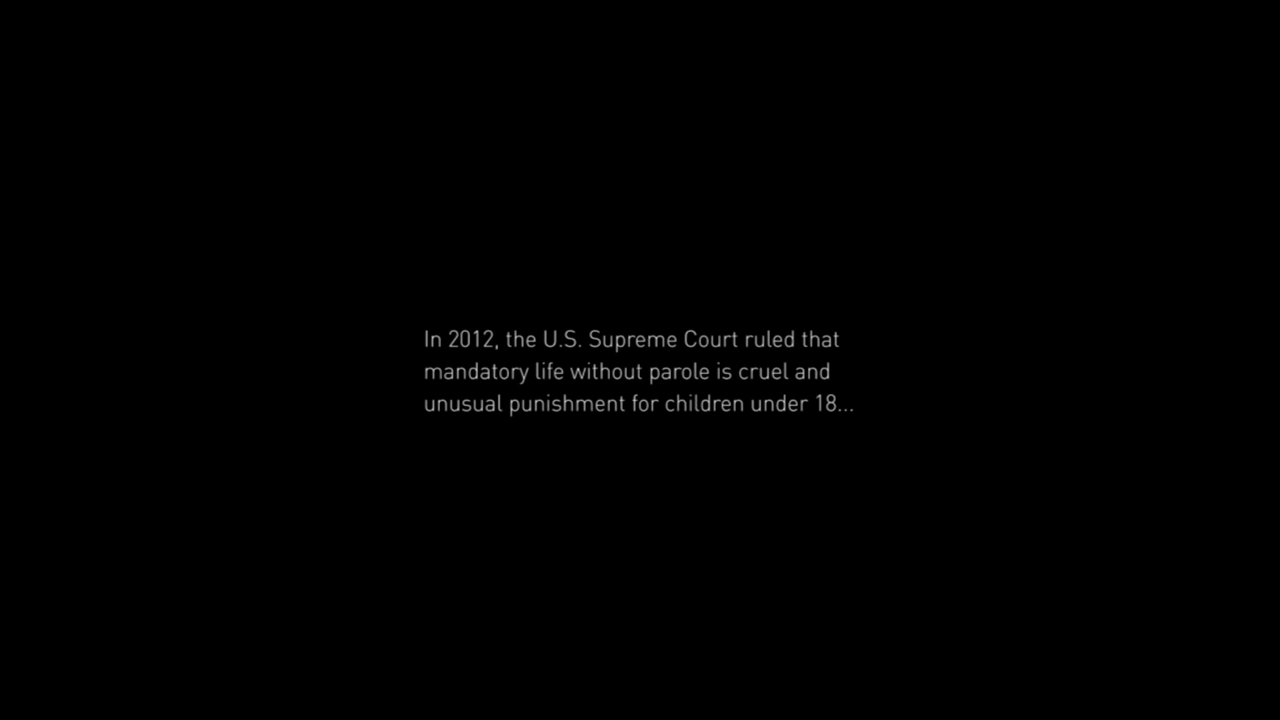 In 2012, the U.S. Supreme Court ruled that
mandatory life without parole is cruel and
unusual punishment for children under 18...